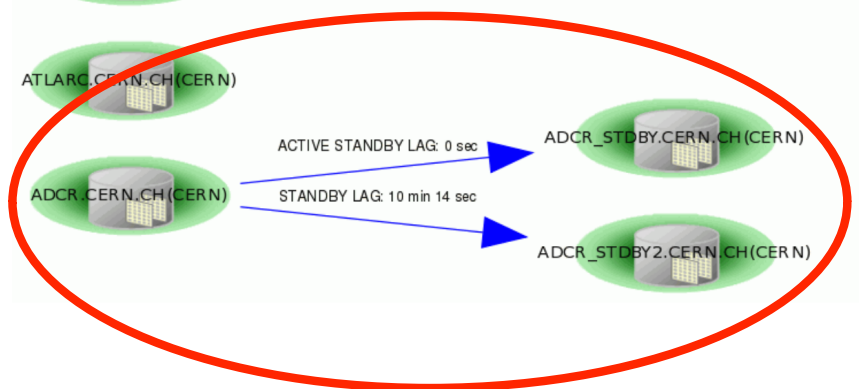 ATLARC.CERN.CH(CERN)
ACTIVE STANDBY LAG: 0 sec
ADCR_STDBY.CERN.CH(CERN)
ADCR.CERN.CH(CERN)
STANDBY LAG: 10 min 14 sec
ADCR_STDBY2.CERN.CH(CERN)